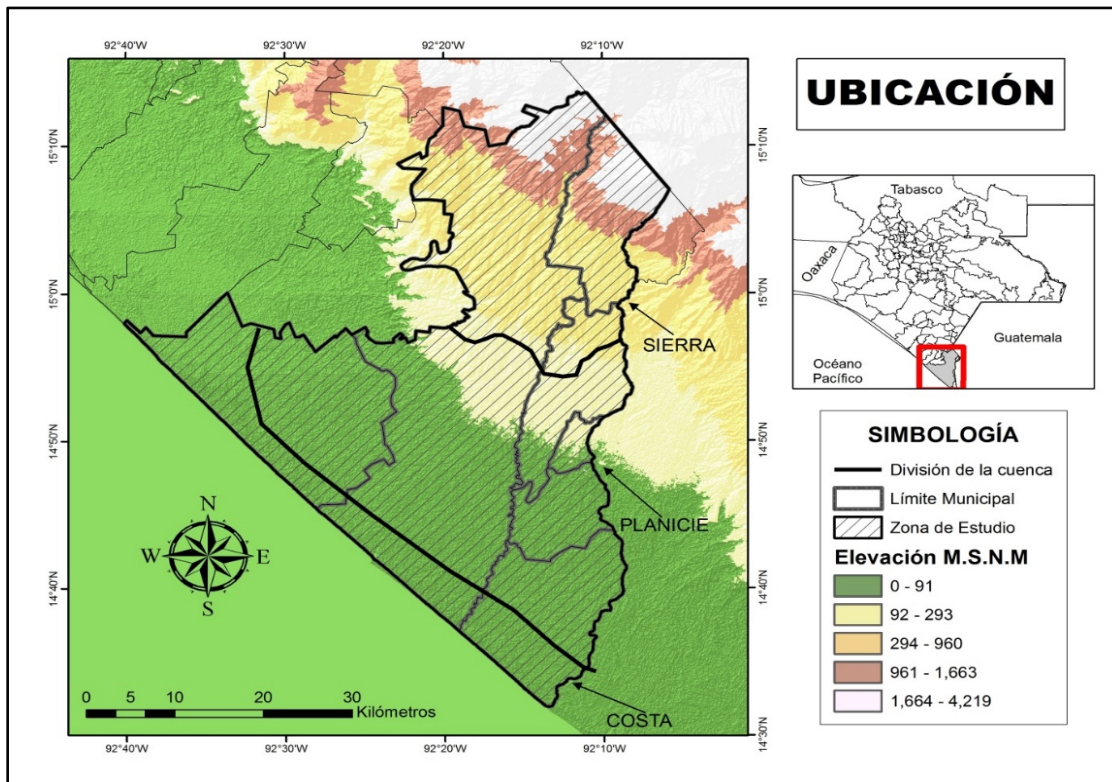 92°40'W 92°30'W 92°20'W 92°10'W
15°10'N 15°10'N
15°0'N 15°0'N
14°50'N 14°50'N
14°40'N 14°40'N
14°30'N
SIERRA
PLANICIE
COSTA
N
W E
S
0 5 10 20 30
Kilómetros
92°40'W 92°30'W 92°20'W 92°10'W
UBICACIÓN
Tabasco
Oaxaca
Guatemala
Océano
Pacífico
SIMBOLOGÍA
División de la cuenca
Límite Municipal
Zona de Estudio
Elevación M.S.N.M
0 - 91
92 - 293
294 - 960
961 - 1,663
1,664 - 4,219